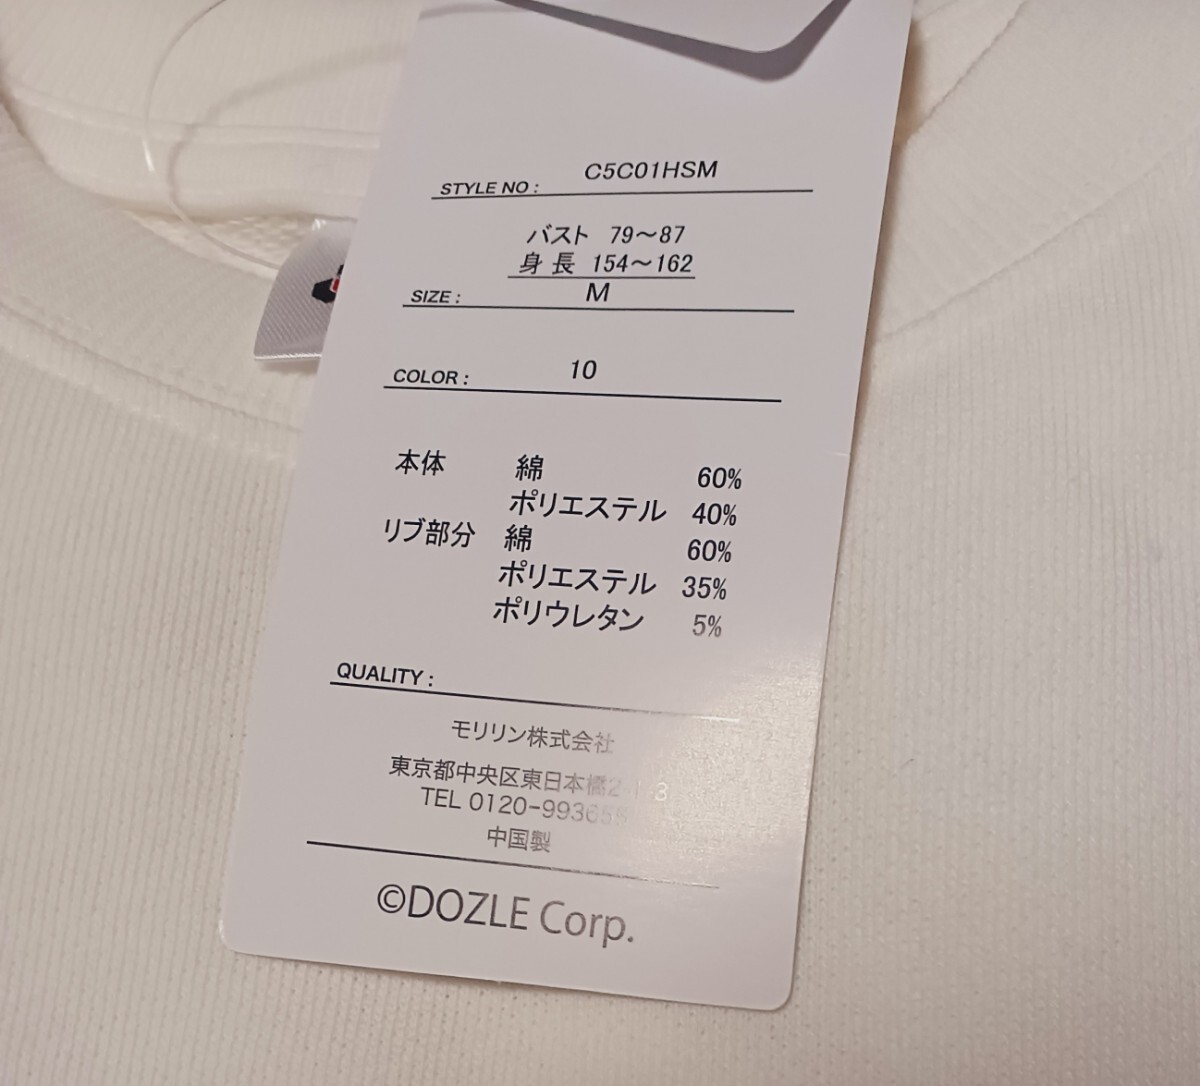 C5C01HSM
STYLE NO :
バスト 79～87
身 長 154～162
M
SIZE :
10
COLOR :
本体 綿 60%
ポリエステル 40%
リブ部分 綿 60%
ポリエステル 35%
ポリウレタン 5%
QUALITY :
モリリン株式会社
東京都中央区東日本橋
TEL
中国製
©DOZLE Corp.